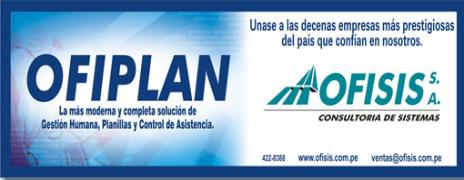 OFIPLAN
La más moderna y completa solución de
Gestión Humana, Planillas y Control de Asistencia.
Unase a las decenas empresas más prestigiosos
del país que confían en nosotros.
OFISIS S.A.
CONSULTORIA DE SISTEMAS
422-8388 www.ofisis.com.pe ventas@ofisis.com.pe